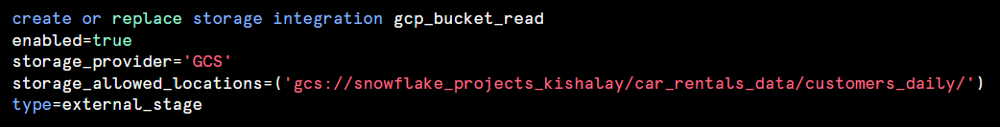 create or replace storage integration gcp_bucket_read
enabled=true
storage_provider='GCS'
storage_allowed_locations=('gcs://snowflake_projects_kishalay/car_rentals_data/customers_daily/')
type=external_stage